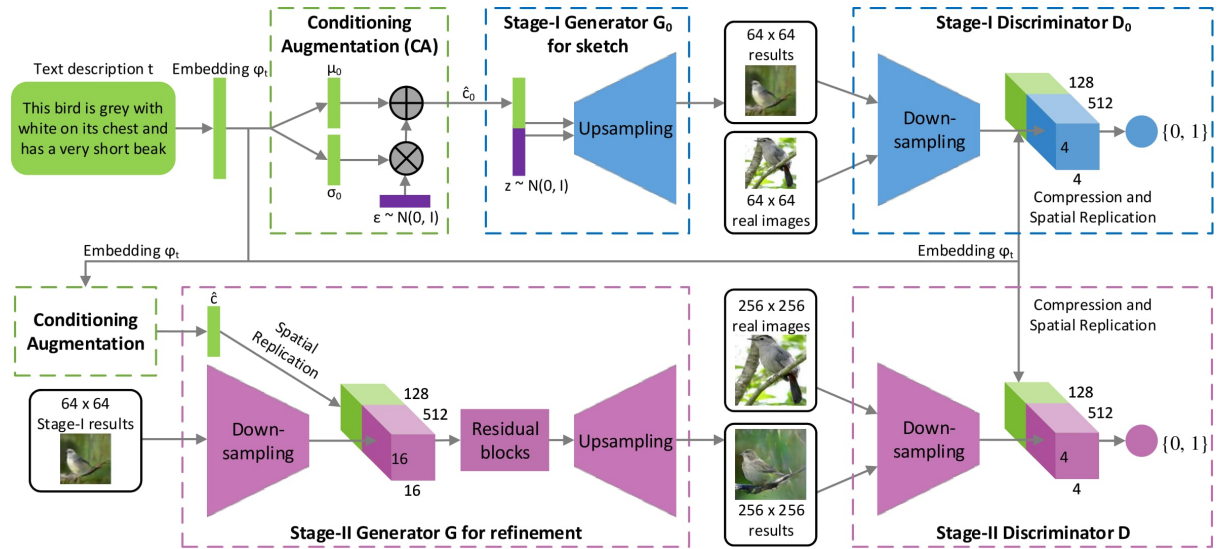 Conditioning
Augmentation (CA)
Stage-I Generator G₀
for sketch
Stage-I Discriminator D₀
Text description t
Embedding φₜ
This bird is grey with
white on its chest and
has a very short beak
μ₀
σ₀
ε ~ N(0, I)
ĉ₀
z ~ N(0, I)
Upsampling
64 x 64
results
64 x 64
real images
Down-
sampling
128
512
4
4
{0, 1}
Compression and
Spatial Replication
Embedding φₜ
Embedding φₜ
Conditioning
Augmentation
ĉ
Spatial
Replication
64 x 64
Stage-I results
Down-
sampling
128
512
16
16
Residual
blocks
Upsampling
Stage-II Generator G for refinement
256 x 256
real images
256 x 256
results
Compression and
Spatial Replication
Down-
sampling
128
512
4
4
{0, 1}
Stage-II Discriminator D